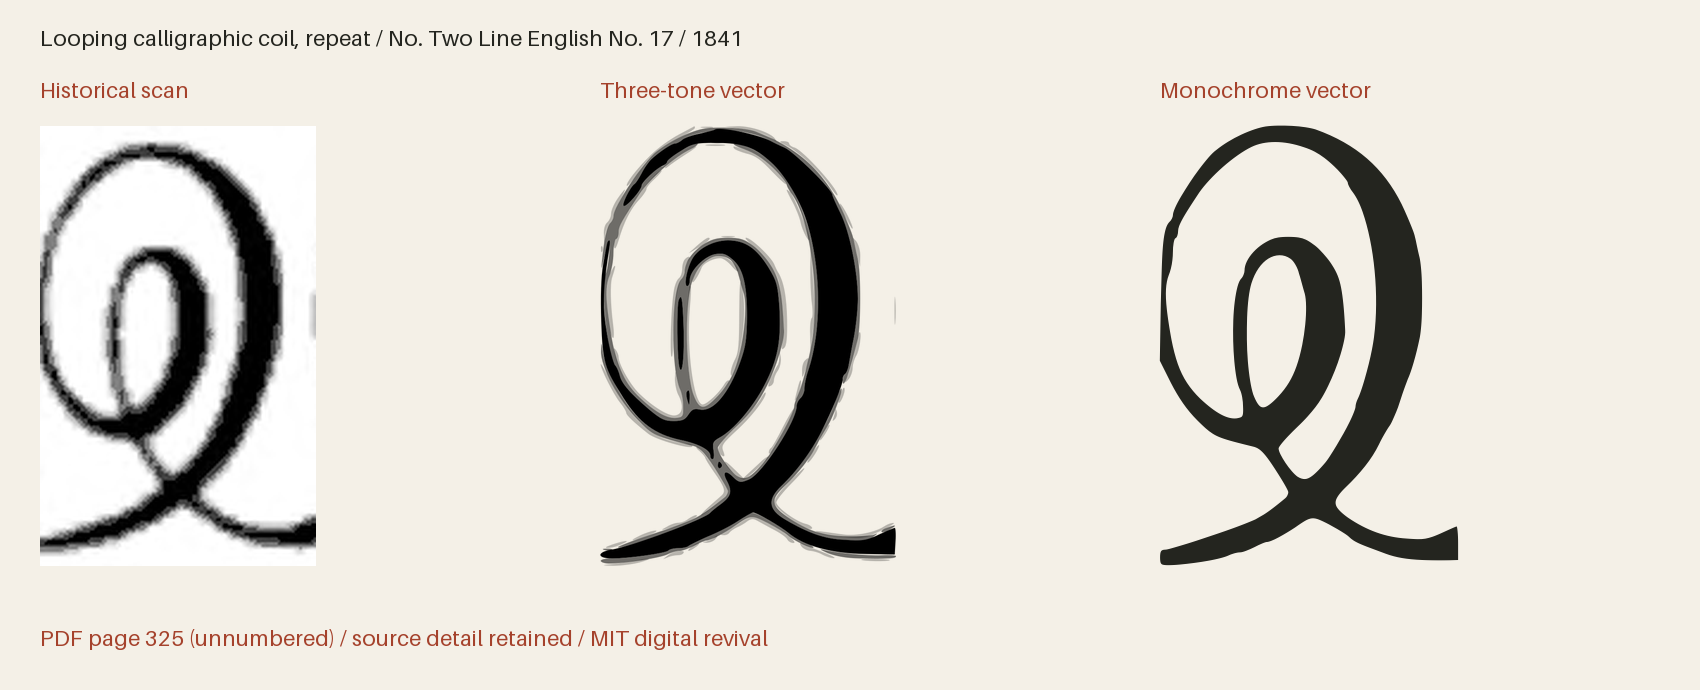 Looping calligraphic coil, repeat / No. Two Line English No. 17 / 1841
Historical scan
Three-tone vector
Monochrome vector
PDF page 325 (unnumbered) / source detail retained / MIT digital revival